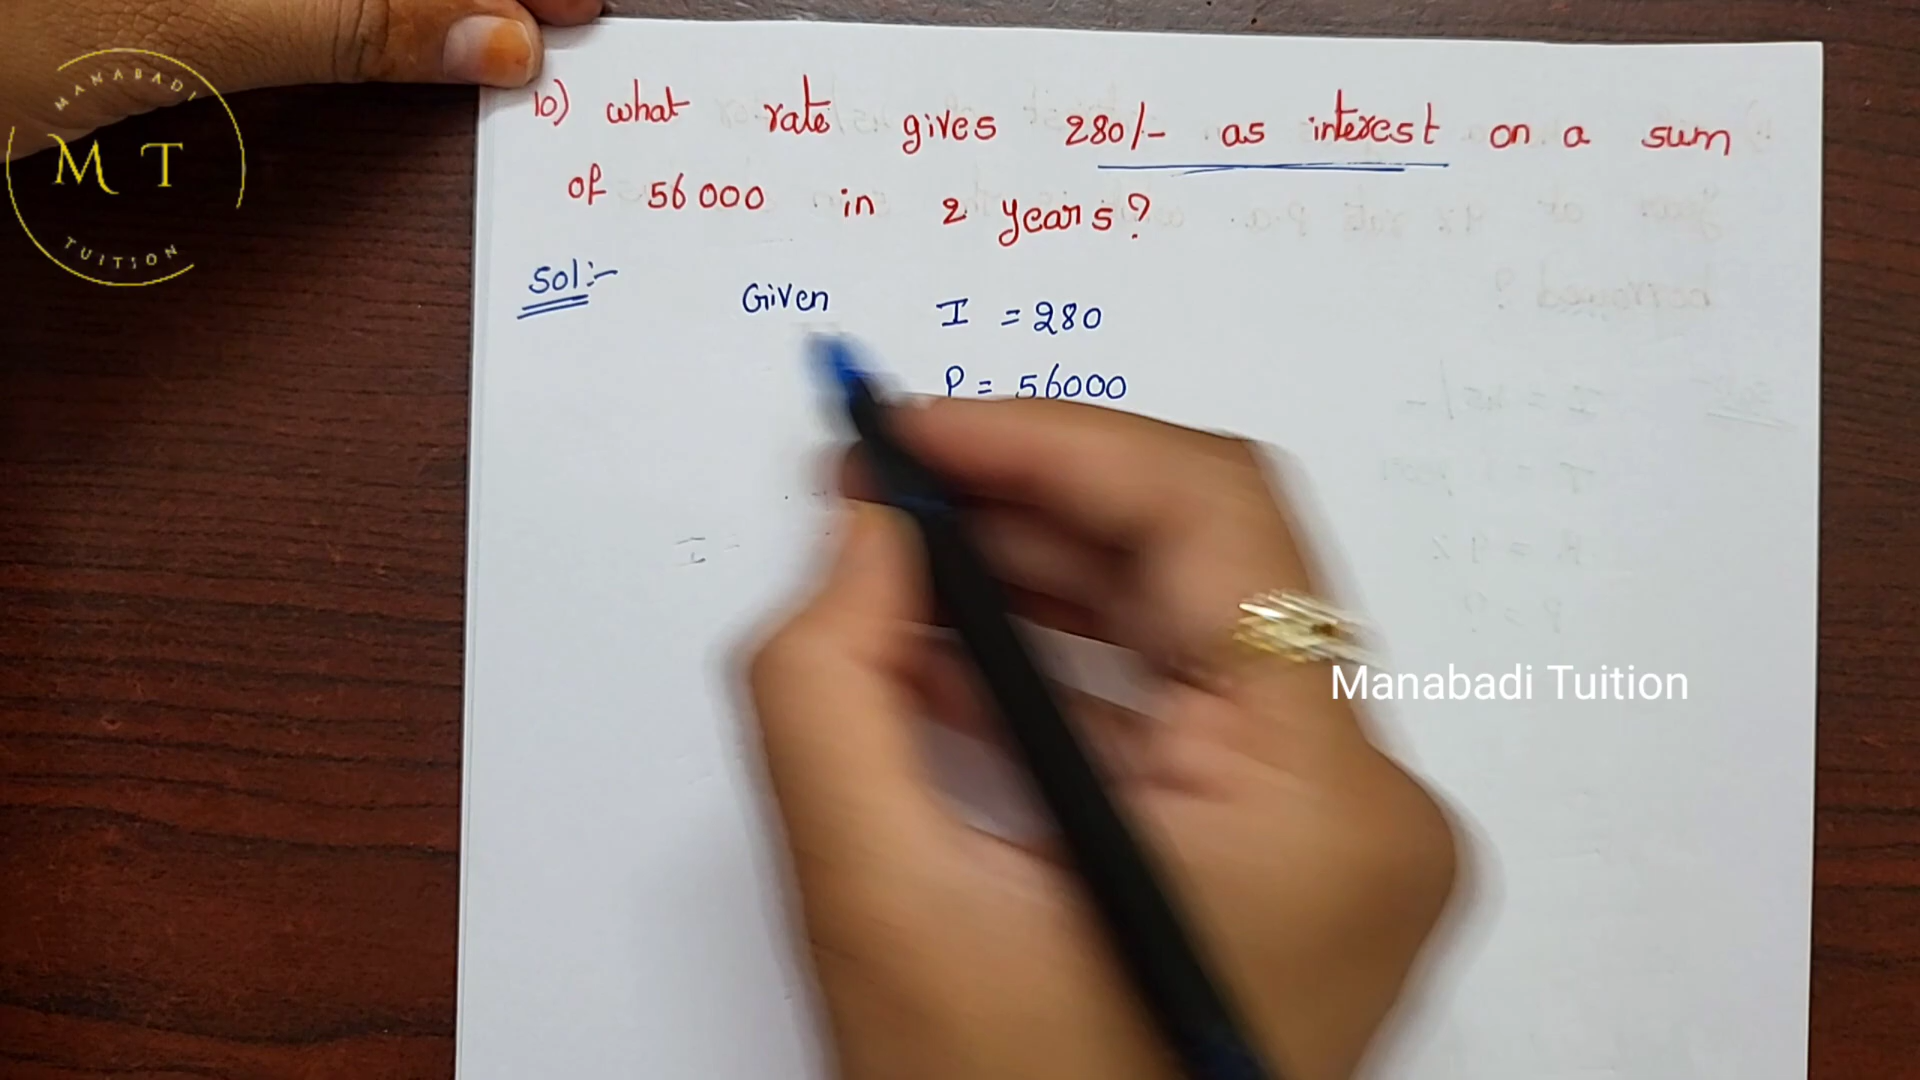 MANABADI
M T
TUITION
10) what rate gives 280/- as interest on a sum
of 56000 in 2 years?
Sol:-
Given I = 280
P = 56000
I =
Manabadi Tuition